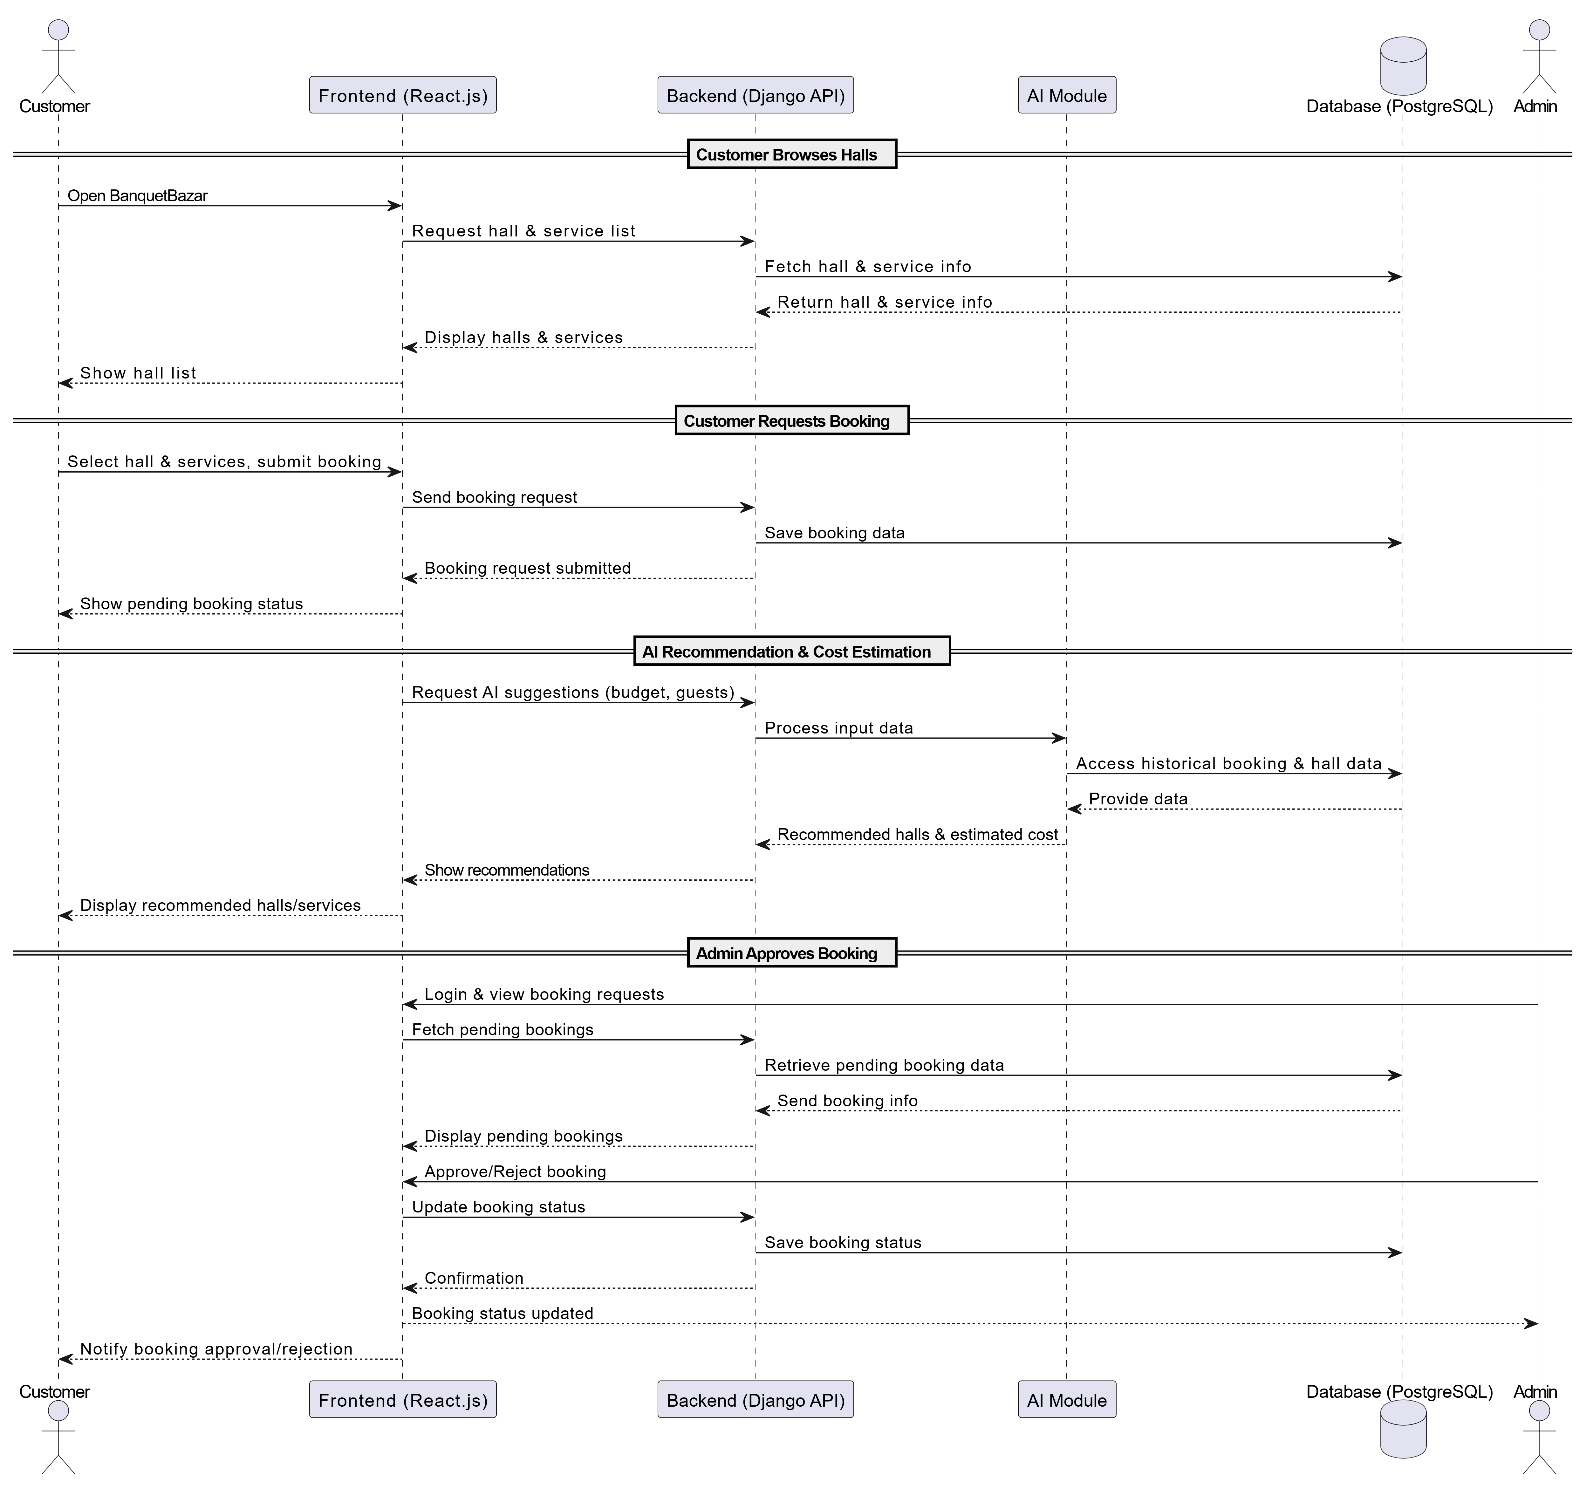 Customer
Frontend (React.js)
Backend (Django API)
AI Module
Database (PostgreSQL)
Admin
Customer Browses Halls
Open BanquetBazar
Request hall & service list
Fetch hall & service info
Return hall & service info
Display halls & services
Show hall list
Customer Requests Booking
Select hall & services, submit booking
Send booking request
Save booking data
Booking request submitted
Show pending booking status
AI Recommendation & Cost Estimation
Request AI suggestions (budget, guests)
Process input data
Access historical booking & hall data
Provide data
Recommended halls & estimated cost
Show recommendations
Display recommended halls/services
Admin Approves Booking
Login & view booking requests
Fetch pending bookings
Retrieve pending booking data
Send booking info
Display pending bookings
Approve/Reject booking
Update booking status
Save booking status
Confirmation
Booking status updated
Notify booking approval/rejection
Customer
Frontend (React.js)
Backend (Django API)
AI Module
Database (PostgreSQL)
Admin